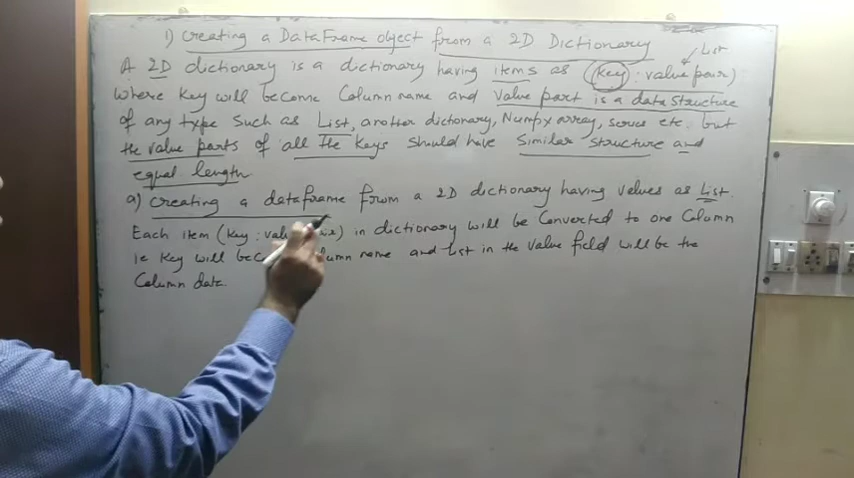 1) Creating a DataFrame object from a 2D Dictionary
List
A 2D dictionary is a dictionary having items as (key : value pair)
where key will become Column name and value part is a data structure
of any type such as List, another dictionary, Numpy array, series etc. but
the value parts of all the keys should have Similar structure and
equal length.
a) Creating a dataframe from a 2D dictionary having values as List.
Each item (key : in dictionary will be Converted to one Column
ie key will name and List in the value field will be the
Column data.